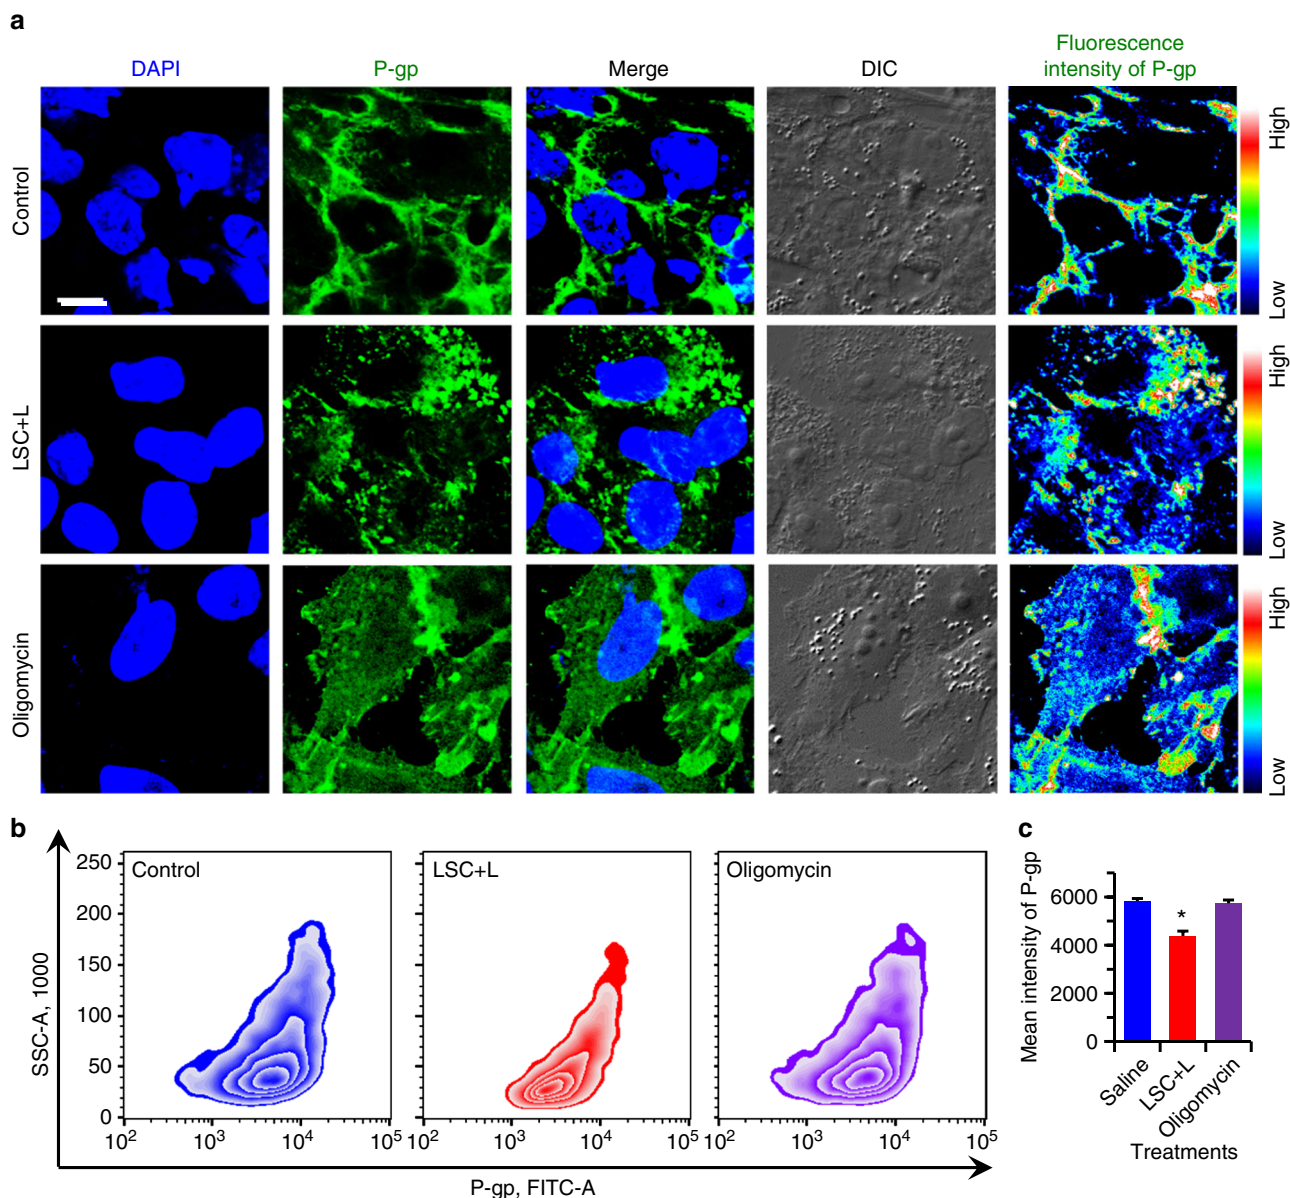 a
DAPI
P-gp
Merge
DIC
Fluorescence
intensity of P-gp
Control
High
Low
LSC+L
High
Low
Oligomycin
High
Low
b
Control
LSC+L
Oligomycin
SSC-A, 1000
250
200
150
100
50
0
10² 10³ 10⁴ 10⁵
10² 10³ 10⁴ 10⁵
10² 10³ 10⁴ 10⁵
P-gp, FITC-A
c
Mean intensity of P-gp
6000
4000
2000
0
*
Saline
LSC+L
Oligomycin
Treatments